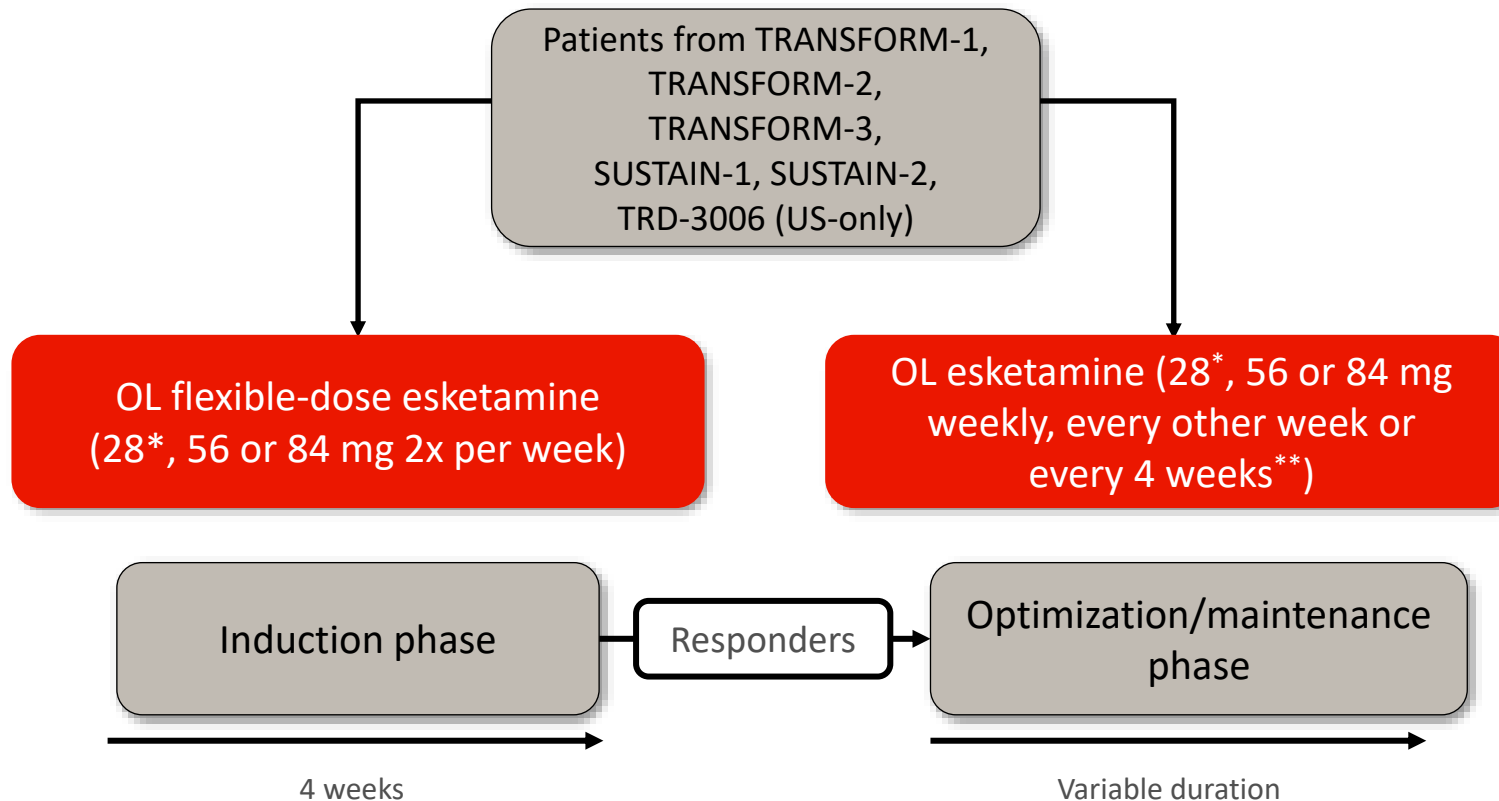 Patients from TRANSFORM-1,
TRANSFORM-2,
TRANSFORM-3,
SUSTAIN-1, SUSTAIN-2,
TRD-3006 (US-only)
OL flexible-dose esketamine
(28*, 56 or 84 mg 2x per week)
OL esketamine (28*, 56 or 84 mg
weekly, every other week or
every 4 weeks**)
Induction phase
Responders
Optimization/maintenance
phase
4 weeks
Variable duration